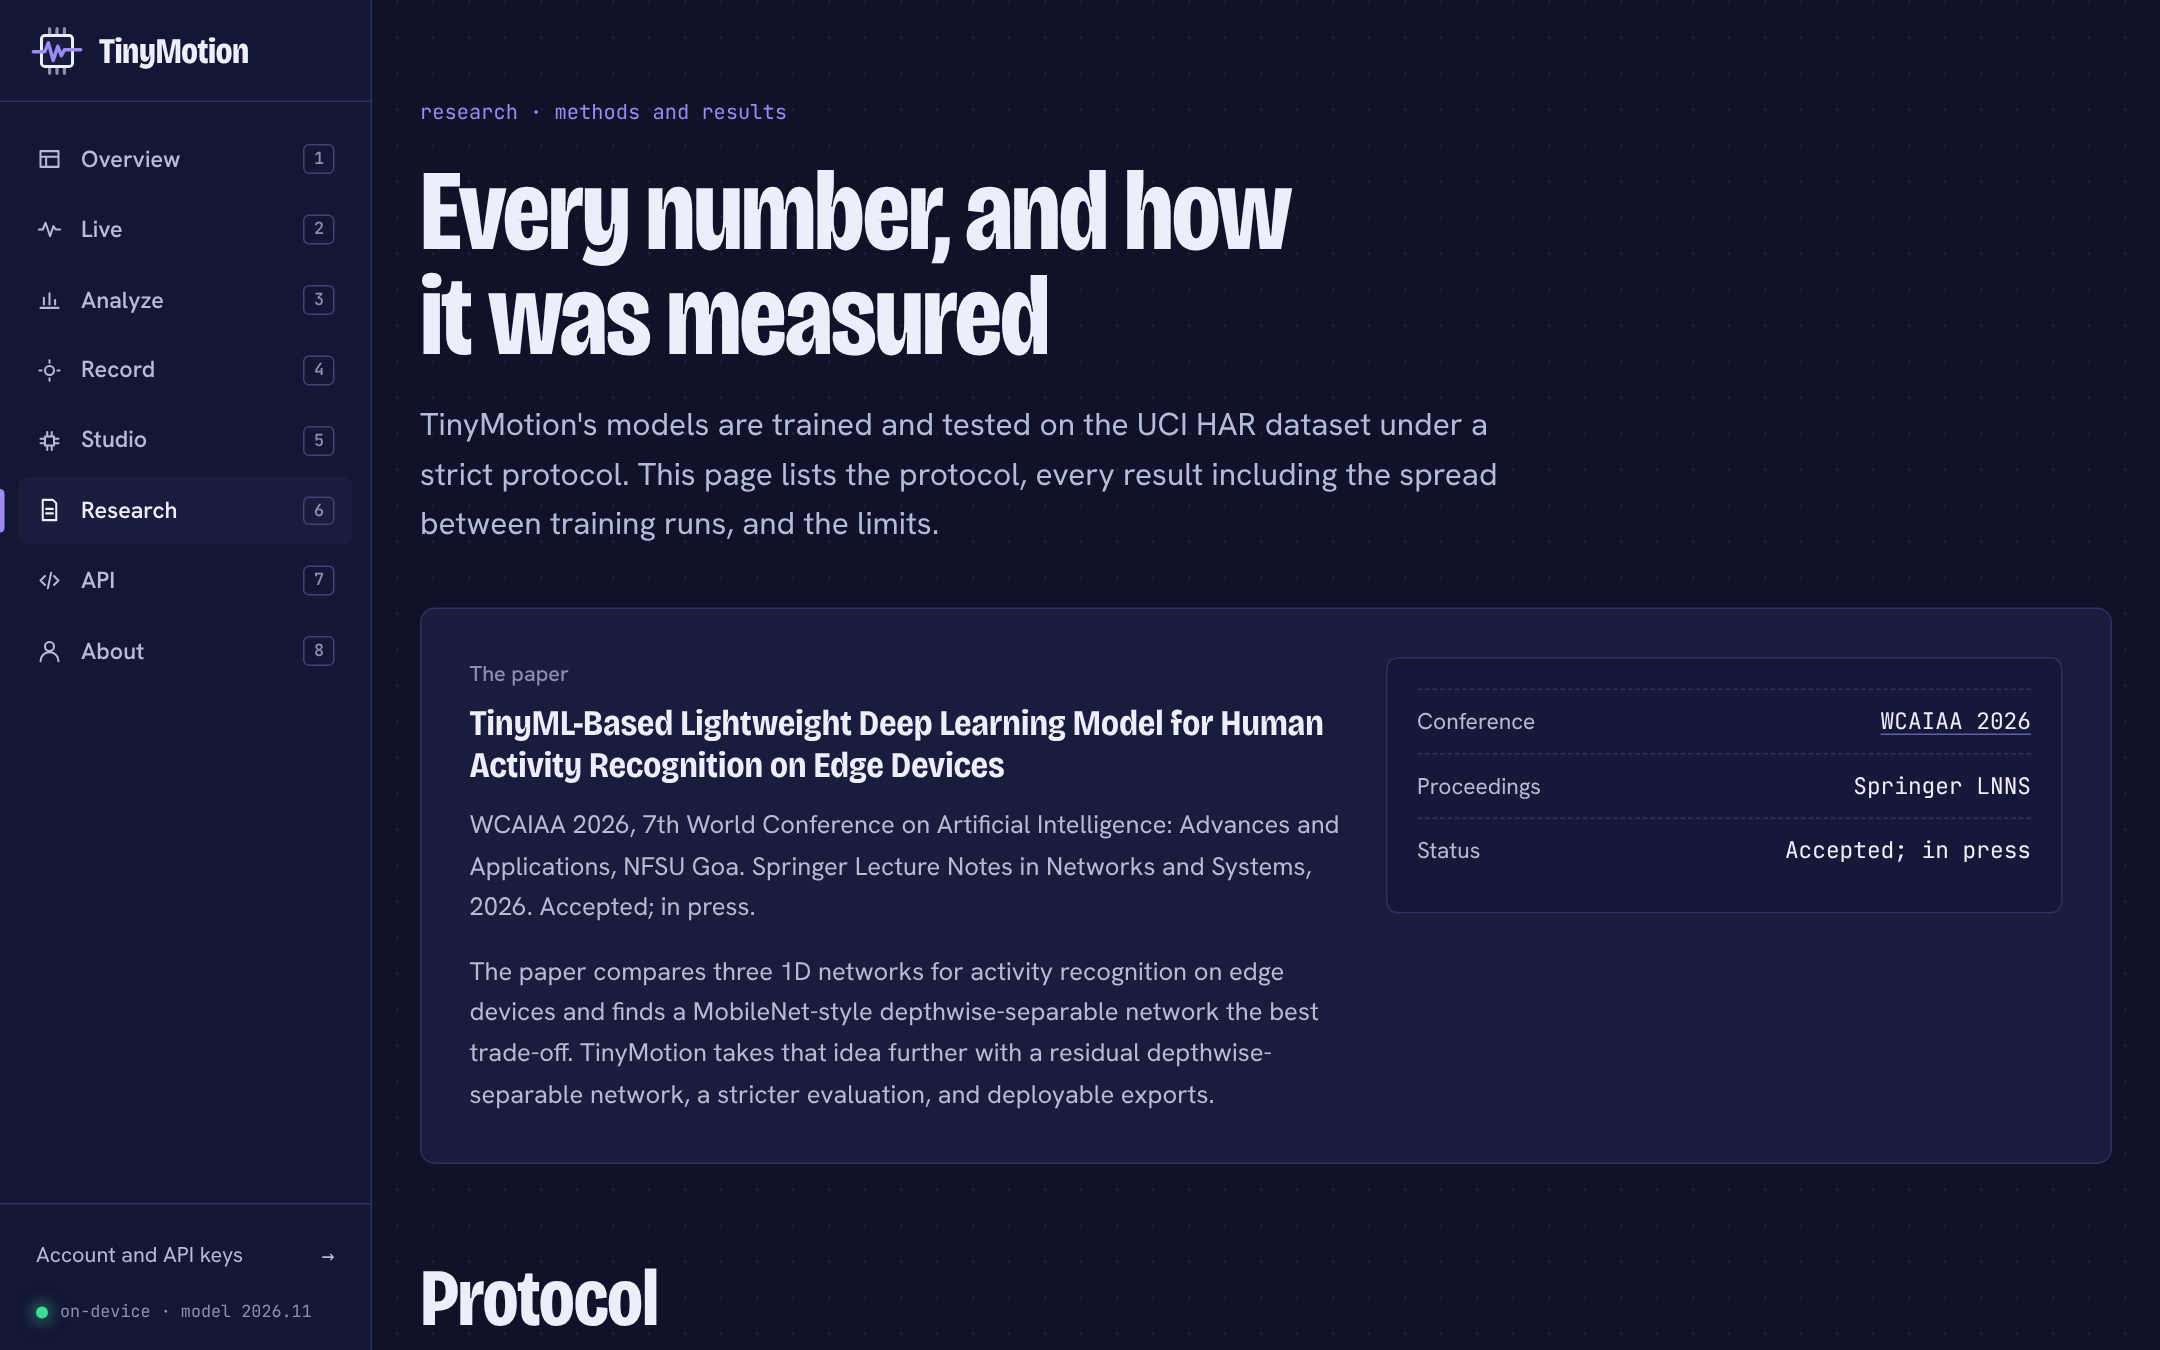 TinyMotion
Overview 1
Live 2
Analyze 3
Record 4
Studio 5
Research 6
API 7
About 8
Account and API keys →
on-device · model 2026.11
research · methods and results
Every number, and how
it was measured
TinyMotion's models are trained and tested on the UCI HAR dataset under a
strict protocol. This page lists the protocol, every result including the spread
between training runs, and the limits.
The paper
TinyML-Based Lightweight Deep Learning Model for Human
Activity Recognition on Edge Devices
WCAIAA 2026, 7th World Conference on Artificial Intelligence: Advances and
Applications, NFSU Goa. Springer Lecture Notes in Networks and Systems,
2026. Accepted; in press.
The paper compares three 1D networks for activity recognition on edge
devices and finds a MobileNet-style depthwise-separable network the best
trade-off. TinyMotion takes that idea further with a residual depthwise-
separable network, a stricter evaluation, and deployable exports.
Conference WCAIAA 2026
Proceedings Springer LNNS
Status Accepted; in press
Protocol